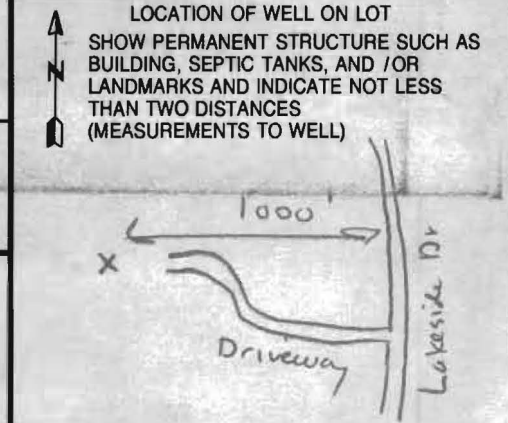 LOCATION OF WELL ON LOT
SHOW PERMANENT STRUCTURE SUCH AS
BUILDING, SEPTIC TANKS, AND /OR
LANDMARKS AND INDICATE NOT LESS
THAN TWO DISTANCES
(MEASUREMENTS TO WELL)
N
1000'
X
Driveway
Lakeside Dr